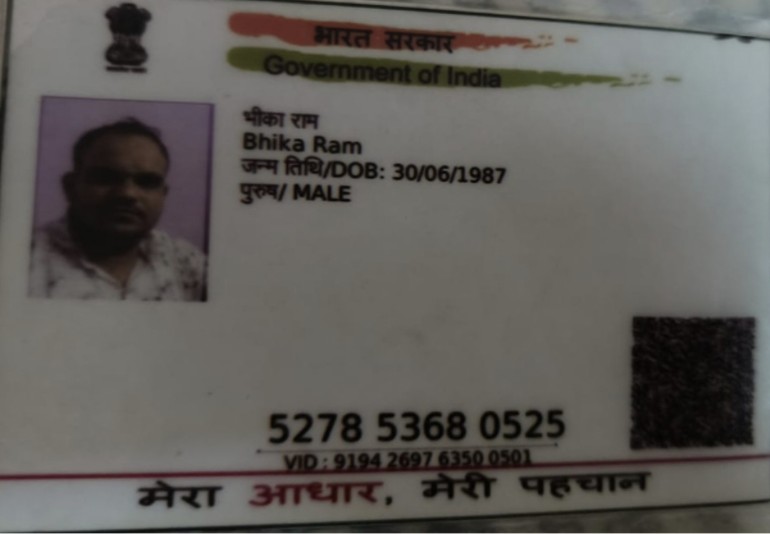 भारत सरकार
Government of India
भीका राम
Bhika Ram
जन्म तिथि/DOB: 30/06/1987
पुरुष/ MALE
5278 5368 0525
VID : 9194 2697 6350 0501
मेरा आधार, मेरी पहचान